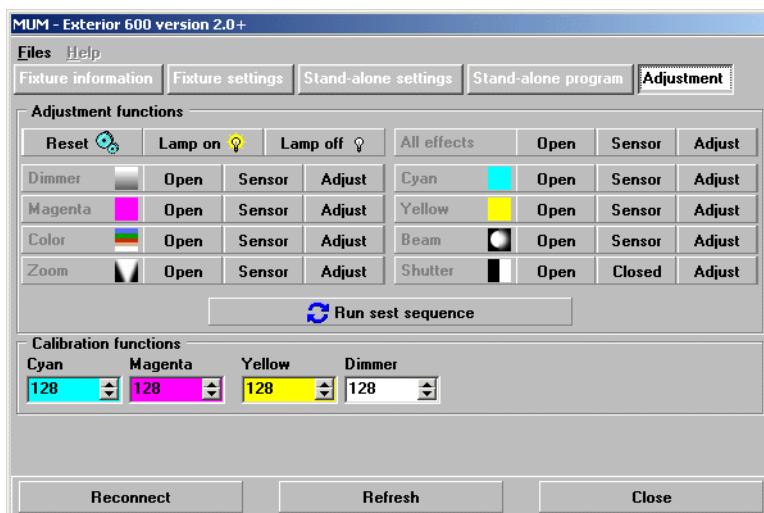 MUM - Exterior 600 version 2.0+
Files Help
Fixture information Fixture settings Stand-alone settings Stand-alone program Adjustment
Adjustment functions
Reset Lamp on Lamp off All effects Open Sensor Adjust
Dimmer Open Sensor Adjust Cyan Open Sensor Adjust
Magenta Open Sensor Adjust Yellow Open Sensor Adjust
Color Open Sensor Adjust Beam Open Sensor Adjust
Zoom Open Sensor Adjust Shutter Open Closed Adjust
Run sest sequence
Calibration functions
Cyan Magenta Yellow Dimmer
128 128 128 128
Reconnect Refresh Close